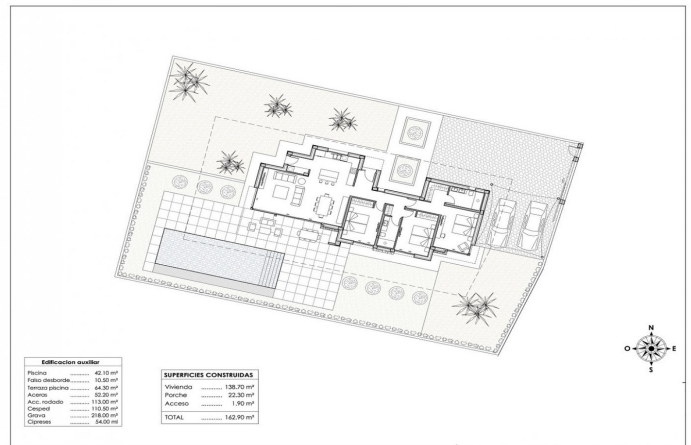 N
O E
S
Edificacion auxiliar
Piscina ........... 42.10 m²
Falso desborde........... 10.50 m²
Terraza piscina ........... 64.30 m²
Aceras ........... 52.20 m²
Acc. rodado ........... 113.00 m²
Cesped ........... 110.50 m²
Grava ........... 218.00 m²
Cipreses ........... 54,00 ml
SUPERFICIES CONSTRUIDAS
Vivienda ............ 138.70 m²
Porche ............ 22.30 m²
Acceso ............ 1.90 m²
TOTAL ............ 162.90 m²